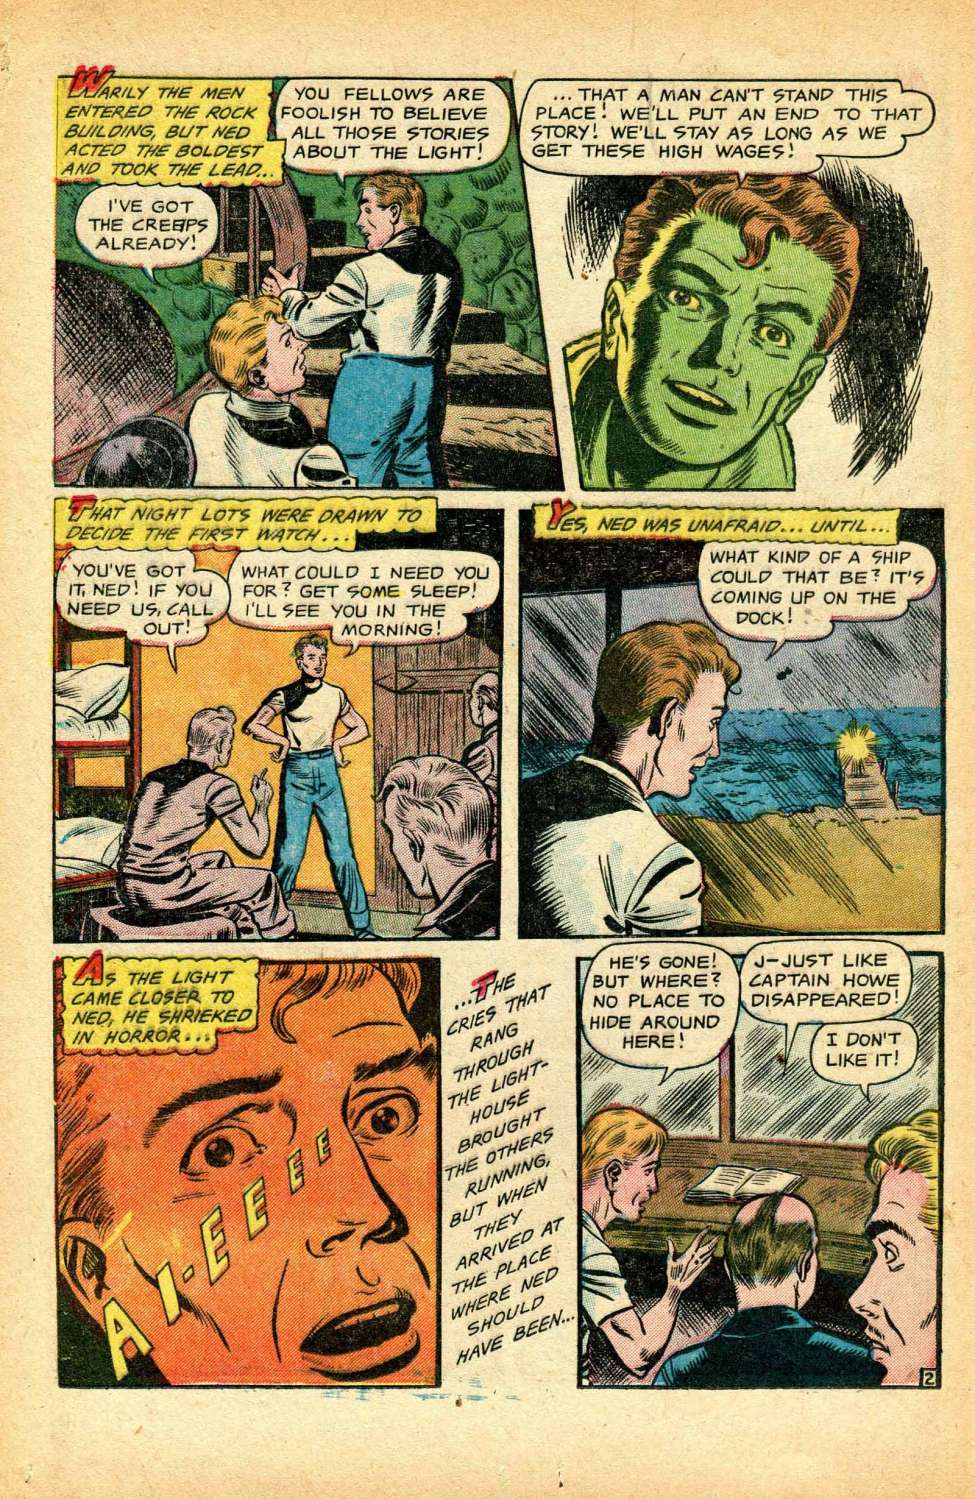 WARILY THE MEN
ENTERED THE ROCK
BUILDING, BUT NED
ACTED THE BOLDEST
AND TOOK THE LEAD...
YOU FELLOWS ARE
FOOLISH TO BELIEVE
ALL THOSE STORIES
ABOUT THE LIGHT!
I'VE GOT
THE CREEPS
ALREADY!
...THAT A MAN CAN'T STAND THIS
PLACE! WE'LL PUT AN END TO THAT
STORY! WE'LL STAY AS LONG AS WE
GET THESE HIGH WAGES!
THAT NIGHT LOTS WERE DRAWN TO
DECIDE THE FIRST WATCH...
YOU'VE GOT
IT, NED! IF YOU
NEED US, CALL
OUT!
WHAT COULD I NEED YOU
FOR? GET SOME SLEEP!
I'LL SEE YOU IN THE
MORNING!
YES, NED WAS UNAFRAID... UNTIL...
WHAT KIND OF A SHIP
COULD THAT BE? IT'S
COMING UP ON THE
DOCK!
AS THE LIGHT
CAME CLOSER TO
NED, HE SHRIEKED
IN HORROR...
AI-EEEEE
...THE
CRIES THAT
RANG
THROUGH
THE LIGHT-
HOUSE
BROUGHT
THE OTHERS
RUNNING,
BUT WHEN
THEY
ARRIVED AT
THE PLACE
WHERE NED
SHOULD
HAVE BEEN...
HE'S GONE!
BUT WHERE?
NO PLACE TO
HIDE AROUND
HERE!
J-JUST LIKE
CAPTAIN HOWE
DISAPPEARED!
I DON'T
LIKE IT!
2